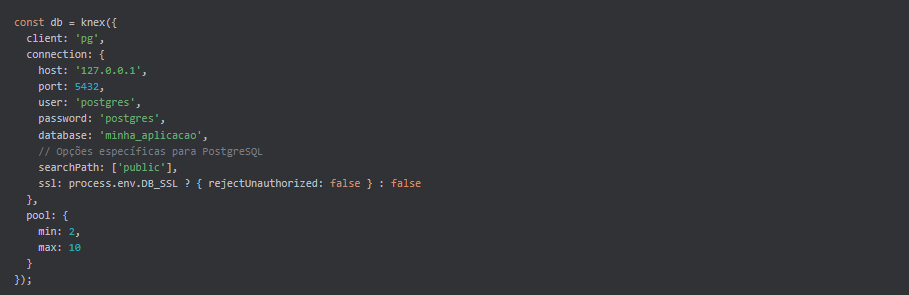 const db = knex({
  client: 'pg',
  connection: {
    host: '127.0.0.1',
    port: 5432,
    user: 'postgres',
    password: 'postgres',
    database: 'minha_aplicacao',
    // Opções específicas para PostgreSQL
    searchPath: ['public'],
    ssl: process.env.DB_SSL ? { rejectUnauthorized: false } : false
  },
  pool: {
    min: 2,
    max: 10
  }
});